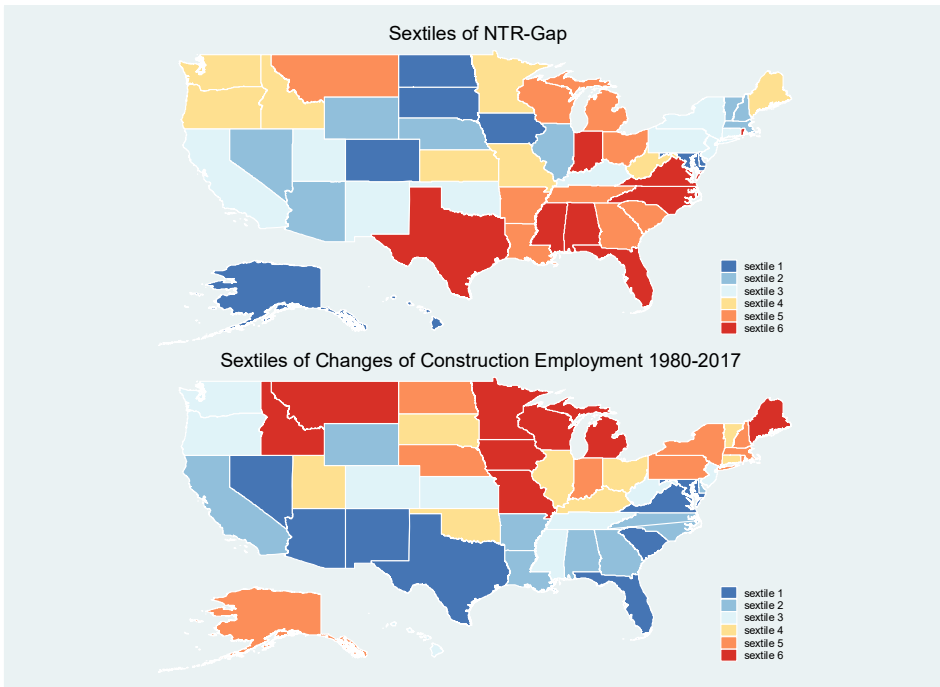 Sextiles of NTR-Gap
sextile 1
sextile 2
sextile 3
sextile 4
sextile 5
sextile 6
Sextiles of Changes of Construction Employment 1980-2017
sextile 1
sextile 2
sextile 3
sextile 4
sextile 5
sextile 6